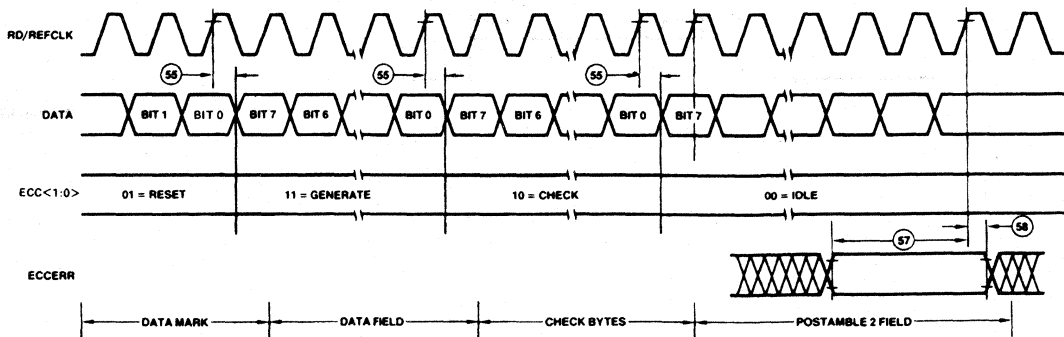 RD/REFCLK
55 55 55
DATA BIT 1 BIT 0 BIT 7 BIT 6 BIT 0 BIT 7 BIT 6 BIT 0 BIT 7
ECC<1:0> 01 = RESET 11 = GENERATE 10 = CHECK 00 = IDLE
57 58
ECCERR
DATA MARK DATA FIELD CHECK BYTES POSTAMBLE 2 FIELD